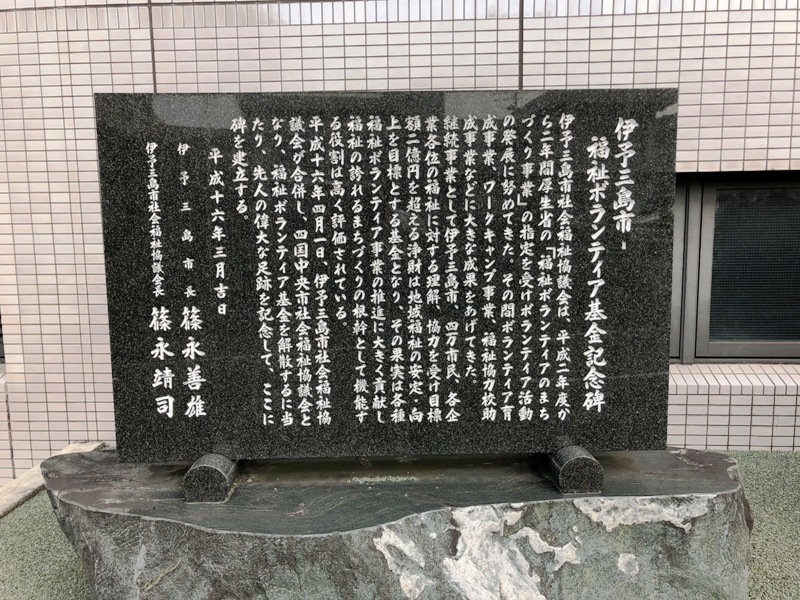 伊予三島市
福祉ボランティア基金記念碑
伊予三島市社会福祉協議会は、平成二年度か
ら二年間厚生省の「福祉ボランティアのまち
づくり事業」の指定を受けボランティア活動
の発展に努めてきた。その間ボランティア育
成事業、ワークキャンプ事業、福祉協力校助
成事業などに大きな成果をあげてきた。
継続事業として伊予三島市、四万市民、各企
業各位の福祉に対する理解、協力を受け目標
額二億円を超える浄財は地域福祉の安定・向
上を目標とする基金となり、その果実は各種
福祉ボランティア事業の推進に大きく貢献し
福祉の誇れるまちづくりの根幹として機能す
る役割は高く評価されている。
平成十六年四月一日、伊予三島市社会福祉協
議会が合併し、四国中央市社会福祉協議会と
なり、福祉ボランティア基金を解散するに当
たり、先人の偉大な足跡を記念して、ここに
碑を建立する。
平成十六年三月吉日
伊予三島市長 篠永善雄
伊予三島市社会福祉協議会長 篠永靖司